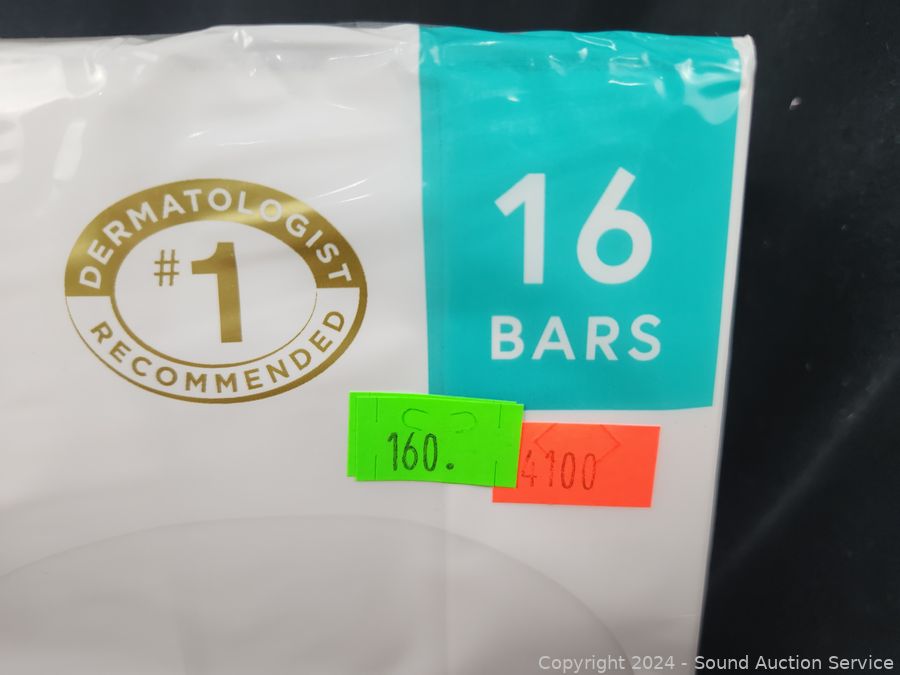 DERMATOLOGIST
#1
RECOMMENDED
16
BARS
160.
4100
Copyright 2024 - Sound Auction Service